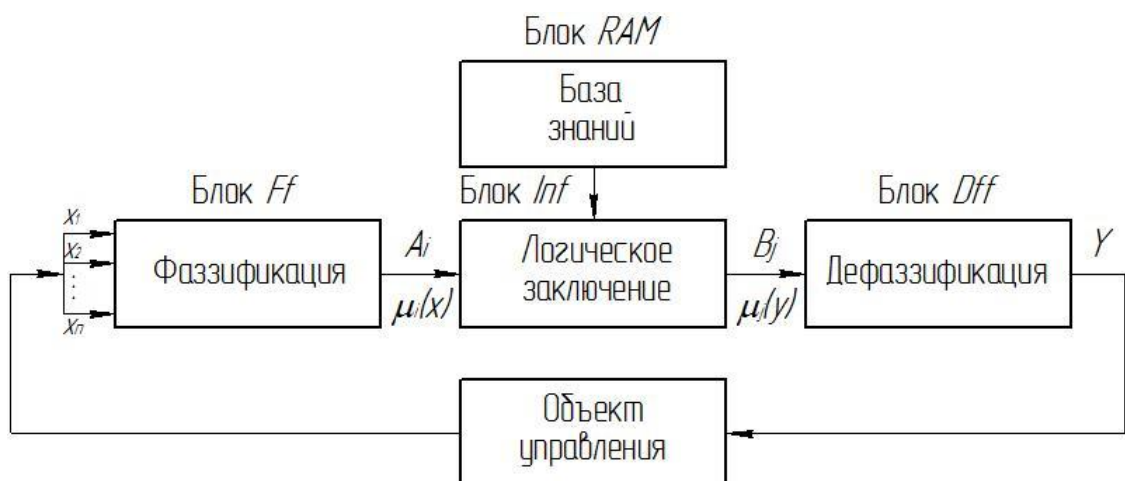 Блок RAM
База
знаний
Блок Ff
Блок Inf
Блок Dff
x1
x2
⋮
xn
Фаззификация
Ai
μi(x)
Логическое
заключение
Bj
μj(y)
Дефаззификация
Y
Объект
управления